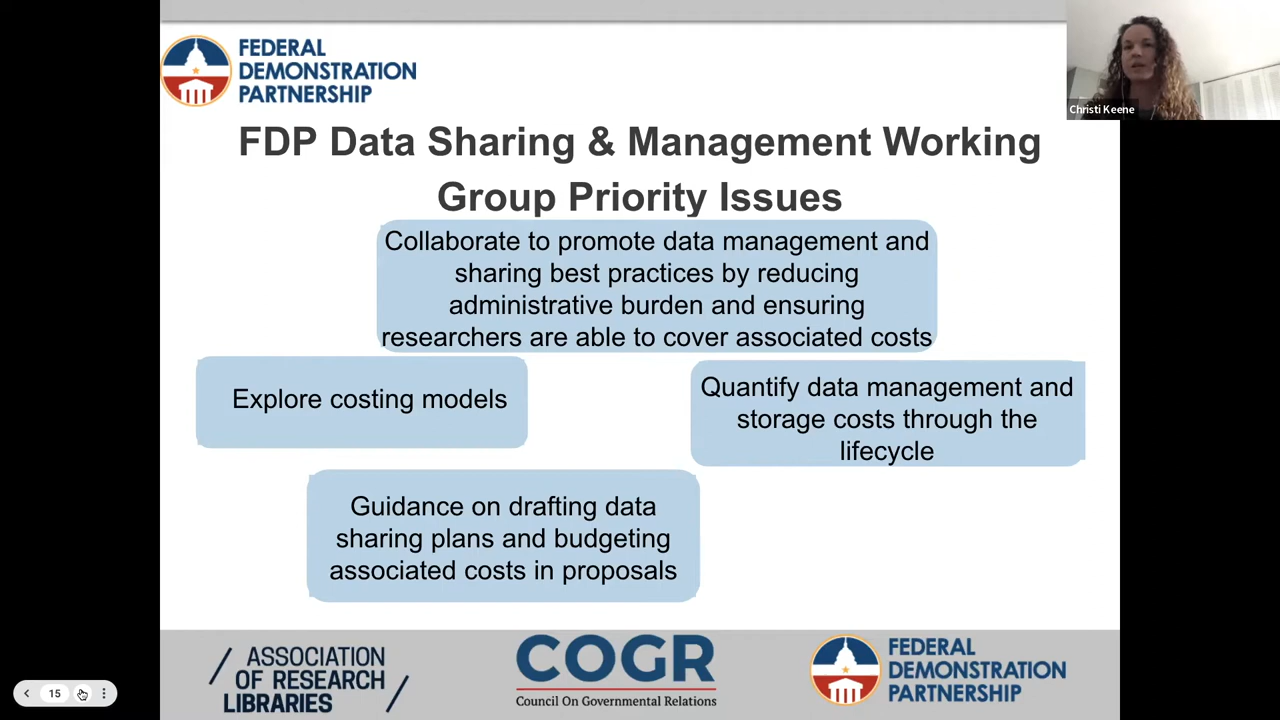 FEDERAL
DEMONSTRATION
PARTNERSHIP
Christi Keene
FDP Data Sharing & Management Working
Group Priority Issues
Collaborate to promote data management and
sharing best practices by reducing
administrative burden and ensuring
researchers are able to cover associated costs
Explore costing models
Quantify data management and
storage costs through the
lifecycle
Guidance on drafting data
sharing plans and budgeting
associated costs in proposals
ASSOCIATION
OF RESEARCH
LIBRARIES
COGR
Council On Governmental Relations
FEDERAL
DEMONSTRATION
PARTNERSHIP
15